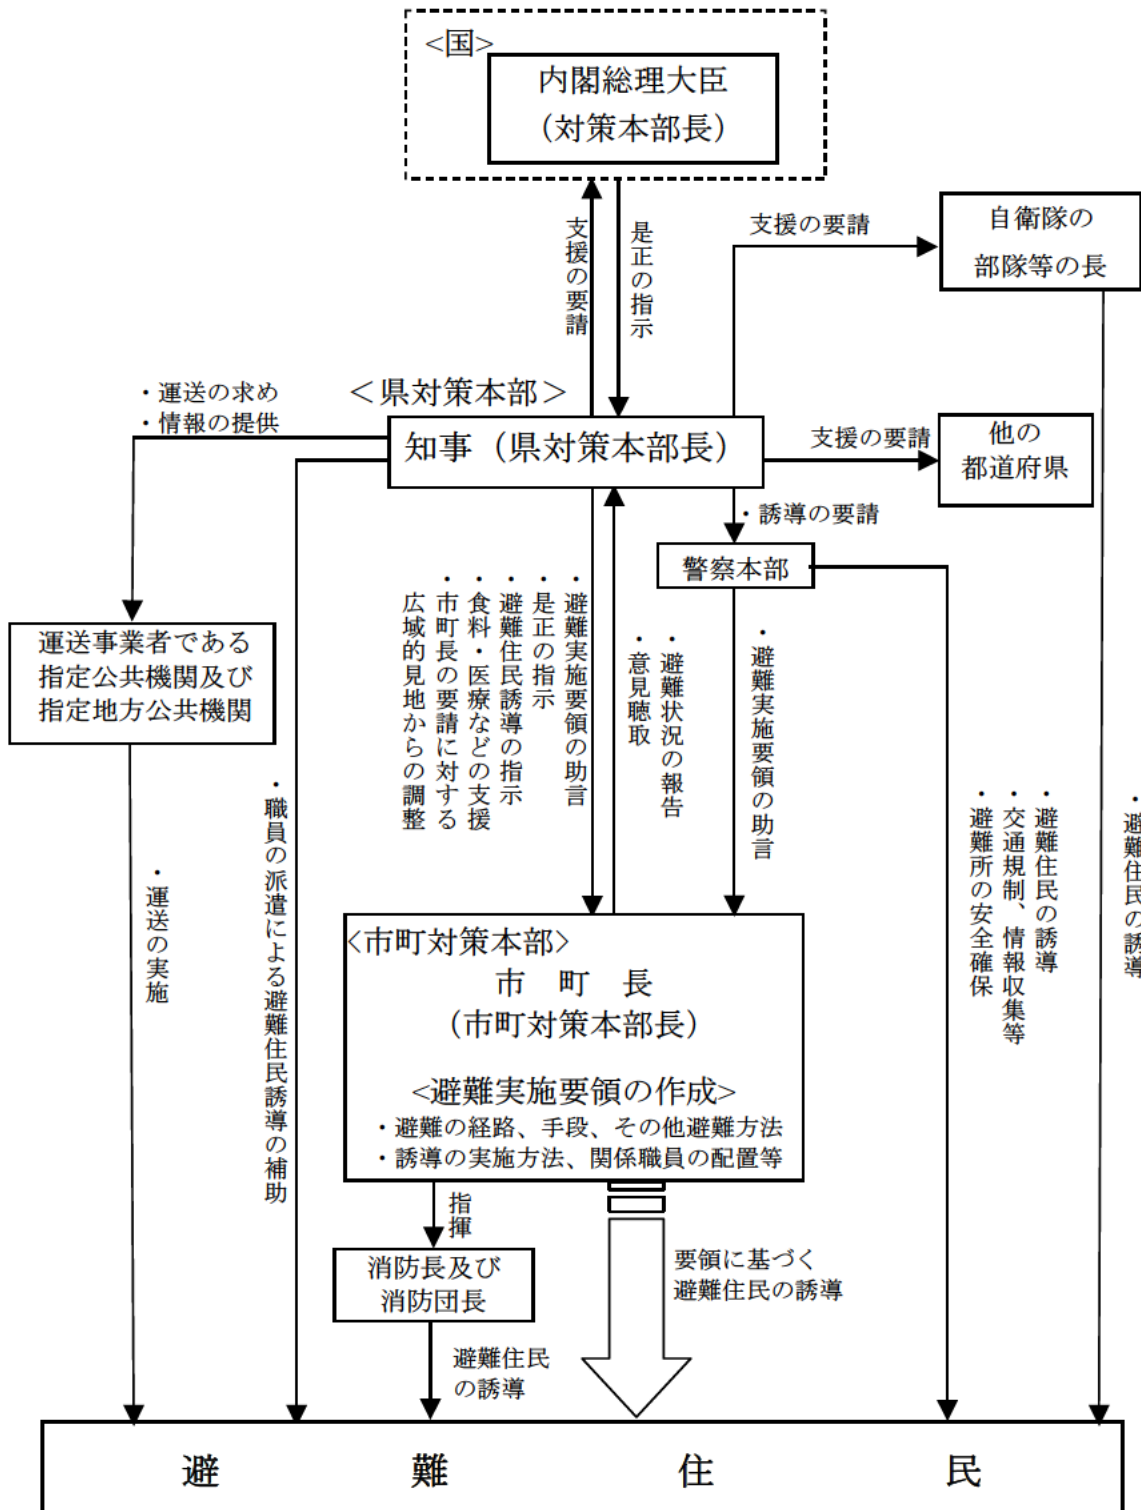 <国>
内閣総理大臣
（対策本部長）
支援の要請
是正の指示
支援の要請
自衛隊の
部隊等の長
・運送の求め
・情報の提供
＜県対策本部＞
知事（県対策本部長）
支援の要請
他の
都道府県
・誘導の要請
警察本部
運送事業者である
指定公共機関及び
指定地方公共機関
・避難実施要領の助言
・是正の指示
・避難住民誘導の指示
・食料・医療などの支援
・市町長の要請に対する
広域的見地からの調整
・避難状況の報告
・意見聴取
・避難実施要領の助言
・避難住民の誘導
・交通規制、情報収集等
・避難所の安全確保
・避難住民の誘導
・職員の派遣による避難住民誘導の補助
・運送の実施
<市町対策本部>
市　町　長
（市町対策本部長）
<避難実施要領の作成>
・避難の経路、手段、その他避難方法
・誘導の実施方法、関係職員の配置等
指揮
消防長及び
消防団長
要領に基づく
避難住民の誘導
避難住民
の誘導
避　難　住　民